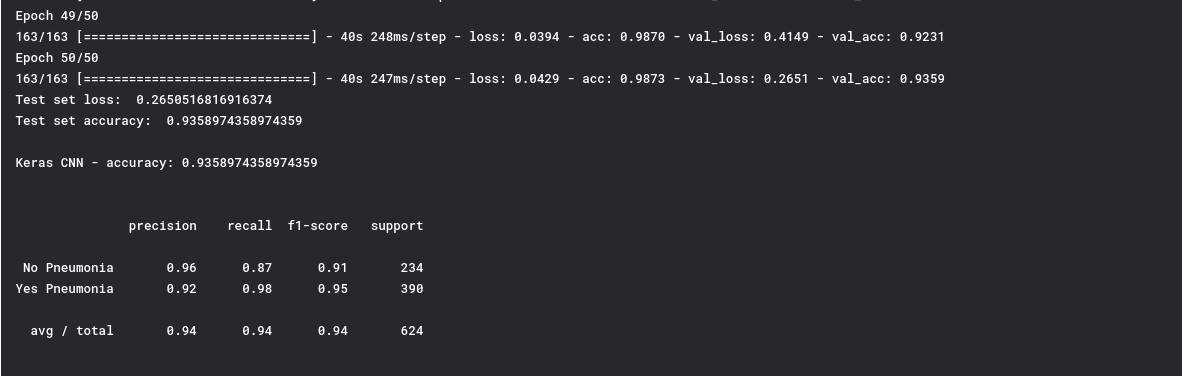 Epoch 49/50
163/163 [==============================] - 40s 248ms/step - loss: 0.0394 - acc: 0.9870 - val_loss: 0.4149 - val_acc: 0.9231
Epoch 50/50
163/163 [==============================] - 40s 247ms/step - loss: 0.0429 - acc: 0.9873 - val_loss: 0.2651 - val_acc: 0.9359
Test set loss:  0.2650516816916374
Test set accuracy:  0.9358974358974359
Keras CNN - accuracy: 0.9358974358974359
precision    recall  f1-score   support
No Pneumonia       0.96      0.87      0.91       234
Yes Pneumonia       0.92      0.98      0.95       390
avg / total       0.94      0.94      0.94       624